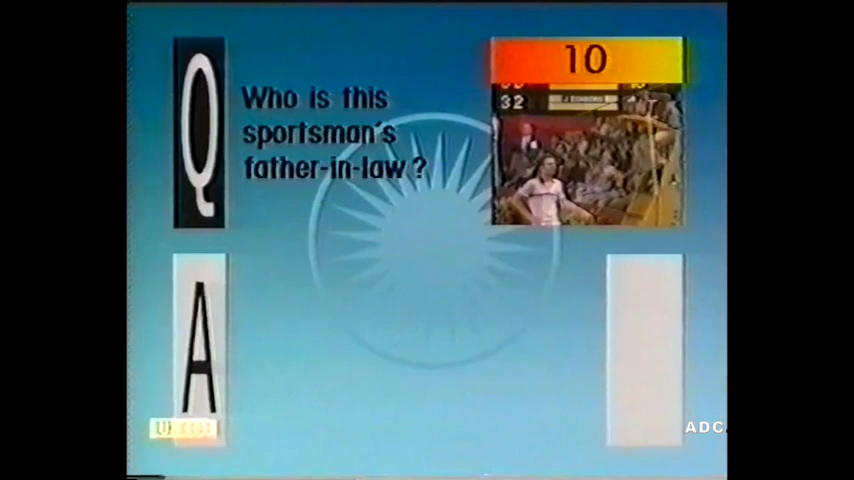 Q
Who is this
sportsman's
father-in-law?
10
32
A
ADC